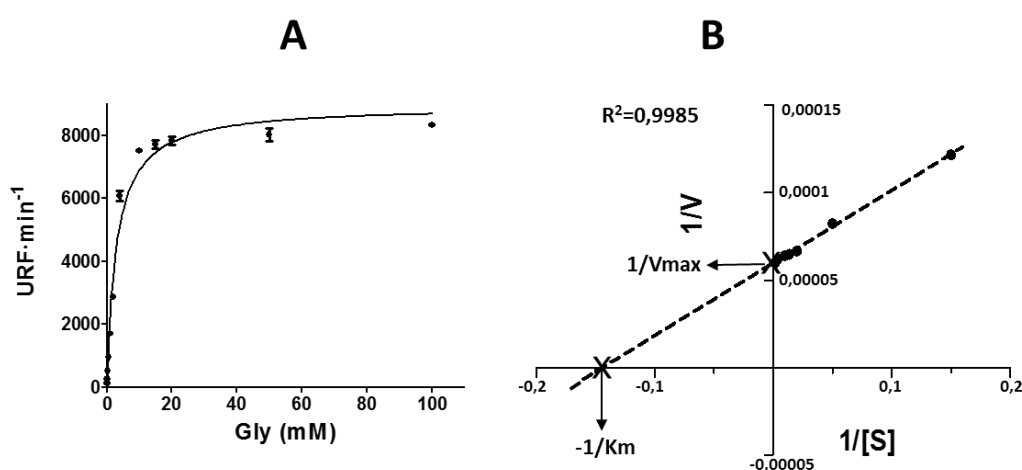 A
URF·min-1
8000
6000
4000
2000
0
0 20 40 60 80 100
Gly (mM)
B
R2=0,9985
0,00015
0,0001
0,00005
-0,00005
1/V
1/Vmax
-0,2 -0,1 0,1 0,2
-1/Km
1/[S]